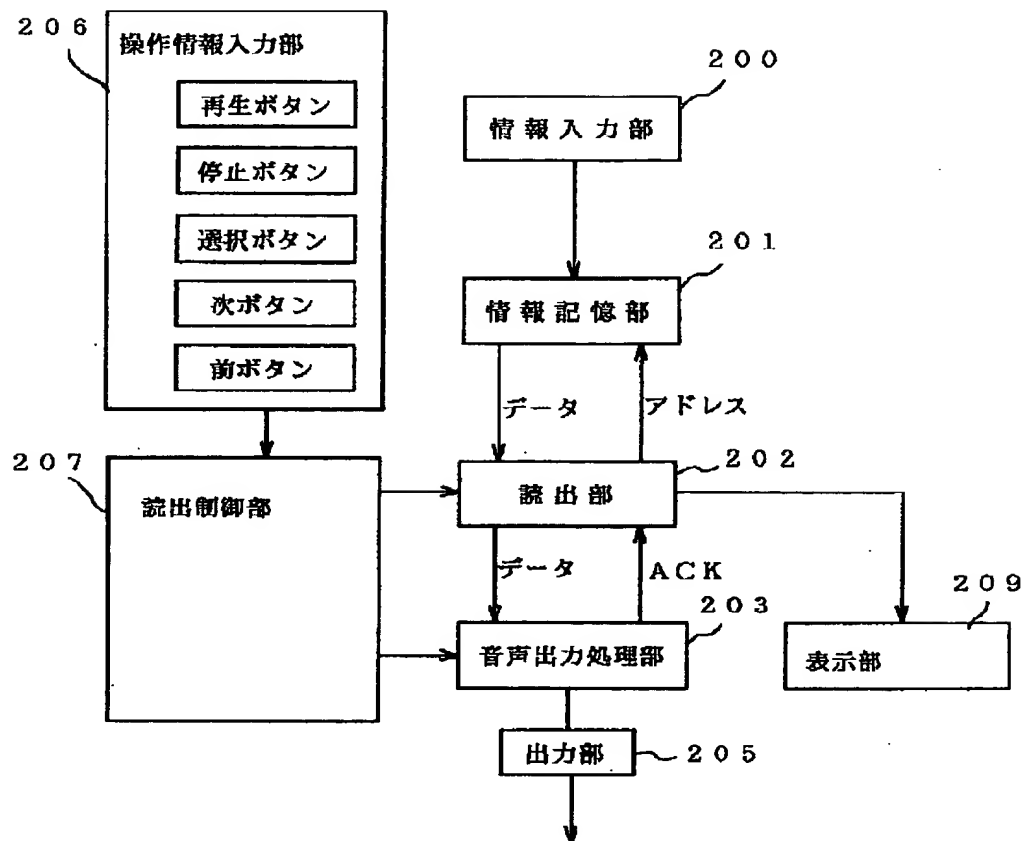 206
操作情報入力部
再生ボタン
停止ボタン
選択ボタン
次ボタン
前ボタン
200
情報入力部
201
情報記憶部
データ
アドレス
207
読出制御部
202
読出部
データ
ACK
203
音声出力処理部
209
表示部
出力部
205